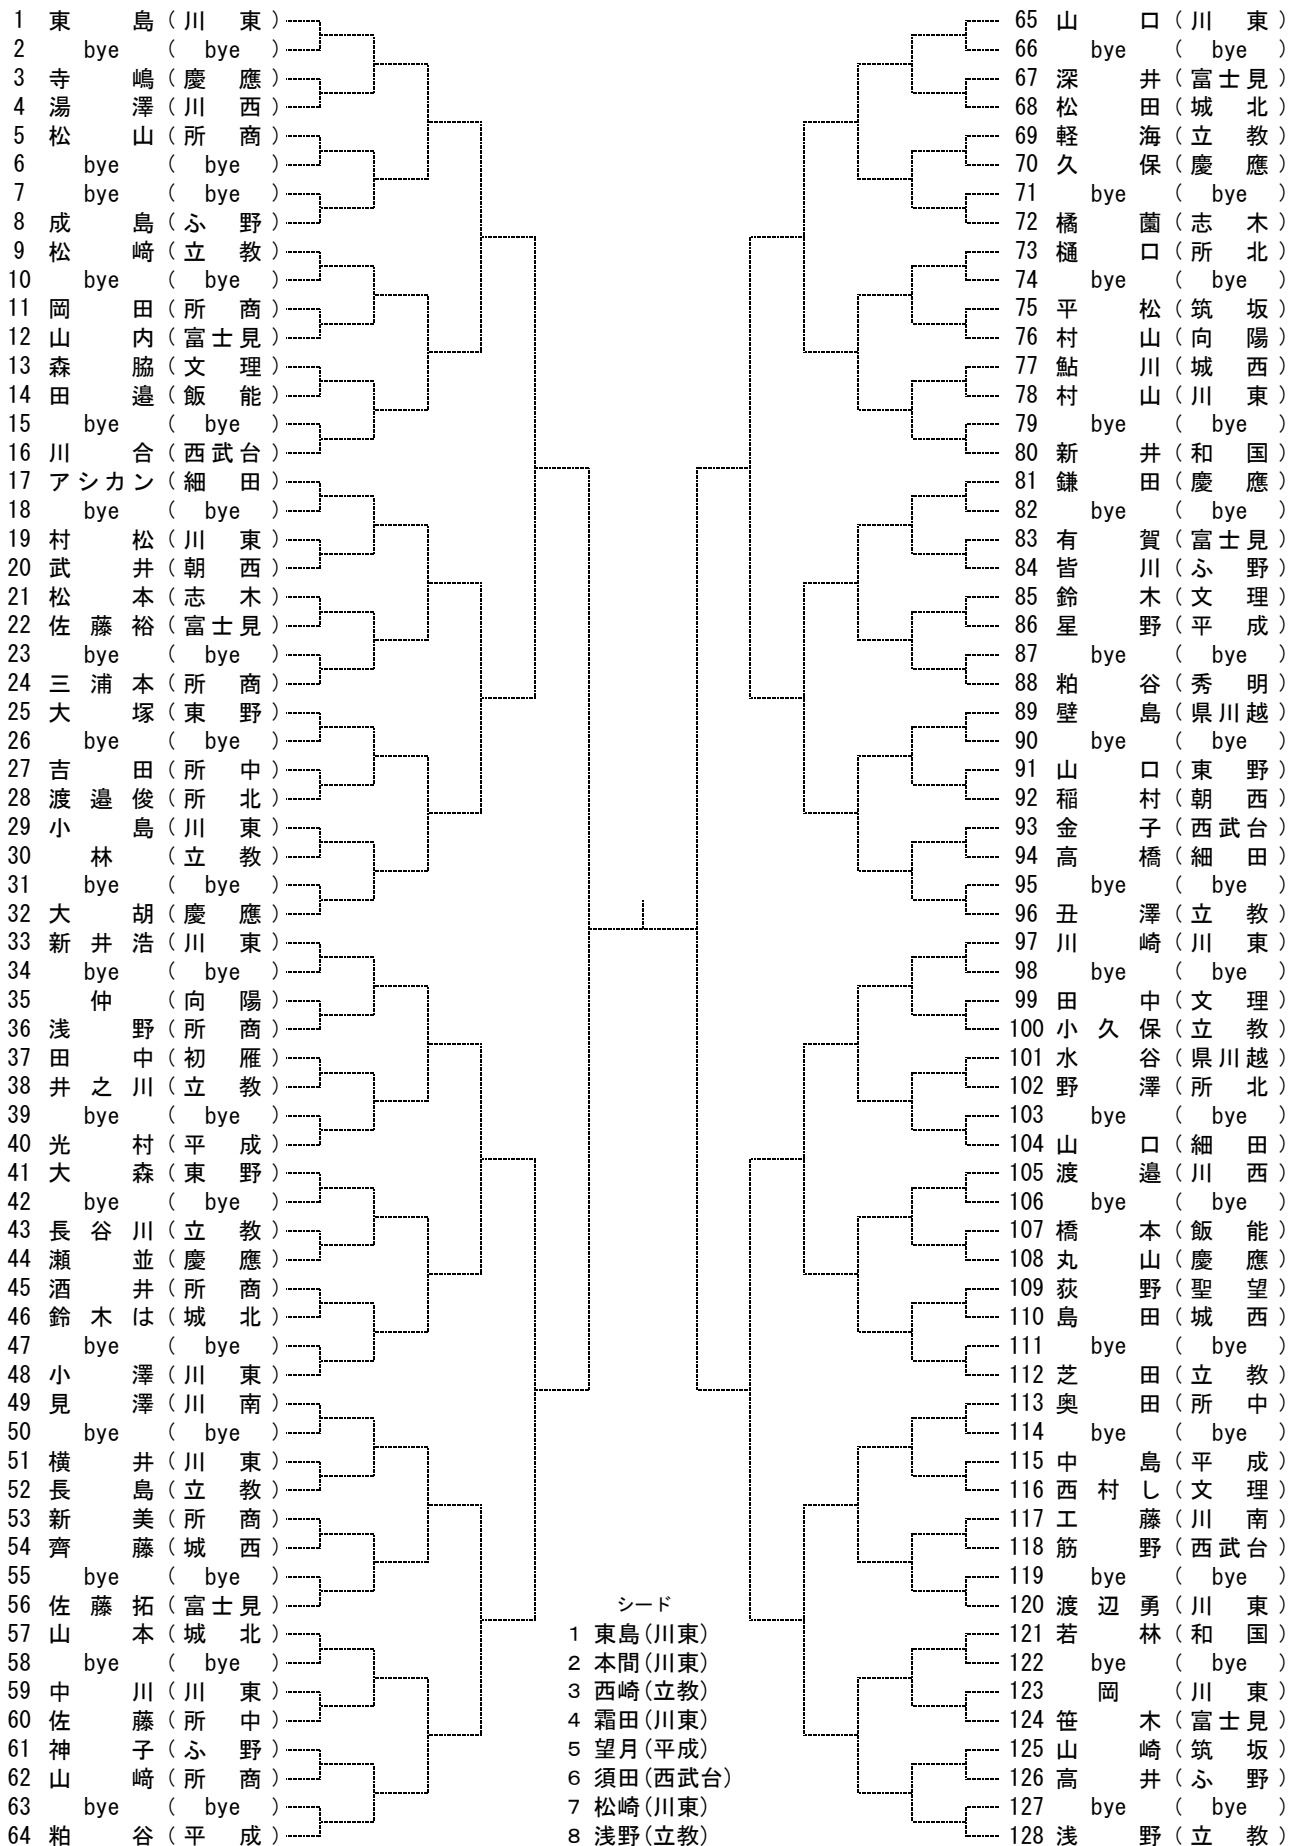 1 東島(川東)
2 bye(bye)
3 寺嶋(慶應)
4 湯澤(川西)
5 松山(所商)
6 bye(bye)
7 bye(bye)
8 成島(ふ野)
9 松﨑(立教)
10 bye(bye)
11 岡田(所商)
12 山内(富士見)
13 森脇(文理)
14 田邉(飯能)
15 bye(bye)
16 川合(西武台)
17 アシカン(細田)
18 bye(bye)
19 村松(川東)
20 武井(朝西)
21 松本(志木)
22 佐藤裕(富士見)
23 bye(bye)
24 三浦本(所商)
25 大塚(東野)
26 bye(bye)
27 吉田(所中)
28 渡邉俊(所北)
29 小島(川東)
30 林(立教)
31 bye(bye)
32 大胡(慶應)
33 新井浩(川東)
34 bye(bye)
35 仲(向陽)
36 浅野(所商)
37 田中(初雁)
38 井之川(立教)
39 bye(bye)
40 光村(平成)
41 大森(東野)
42 bye(bye)
43 長谷川(立教)
44 瀬並(慶應)
45 酒井(所商)
46 鈴木は(城北)
47 bye(bye)
48 小澤(川東)
49 見澤(川南)
50 bye(bye)
51 横井(川東)
52 長島(立教)
53 新美(所商)
54 齊藤(城西)
55 bye(bye)
56 佐藤拓(富士見)
57 山本(城北)
58 bye(bye)
59 中川(川東)
60 佐藤(所中)
61 神子(ふ野)
62 山﨑(所商)
63 bye(bye)
64 粕谷(平成)
シード
1 東島(川東)
2 本間(川東)
3 西崎(立教)
4 霜田(川東)
5 望月(平成)
6 須田(西武台)
7 松崎(川東)
8 浅野(立教)
65 山口(川東)
66 bye(bye)
67 深井(富士見)
68 松田(城北)
69 軽海(立教)
70 久保(慶應)
71 bye(bye)
72 橘薗(志木)
73 樋口(所北)
74 bye(bye)
75 平松(筑坂)
76 村山(向陽)
77 鮎川(城西)
78 村山(川東)
79 bye(bye)
80 新井(和国)
81 鎌田(慶應)
82 bye(bye)
83 有賀(富士見)
84 皆川(ふ野)
85 鈴木(文理)
86 星野(平成)
87 bye(bye)
88 粕谷(秀明)
89 壁島(県川越)
90 bye(bye)
91 山口(東野)
92 稲村(朝西)
93 金子(西武台)
94 高橋(細田)
95 bye(bye)
96 丑澤(立教)
97 川崎(川東)
98 bye(bye)
99 田中(文理)
100 小久保(立教)
101 水谷(県川越)
102 野澤(所北)
103 bye(bye)
104 山口(細田)
105 渡邉(川西)
106 bye(bye)
107 橋本(飯能)
108 丸山(慶應)
109 荻野(聖望)
110 島田(城西)
111 bye(bye)
112 芝田(立教)
113 奥田(所中)
114 bye(bye)
115 中島(平成)
116 西村し(文理)
117 工藤(川南)
118 筋野(西武台)
119 bye(bye)
120 渡辺勇(川東)
121 若林(和国)
122 bye(bye)
123 岡(川東)
124 笹木(富士見)
125 山崎(筑坂)
126 高井(ふ野)
127 bye(bye)
128 浅野(立教)